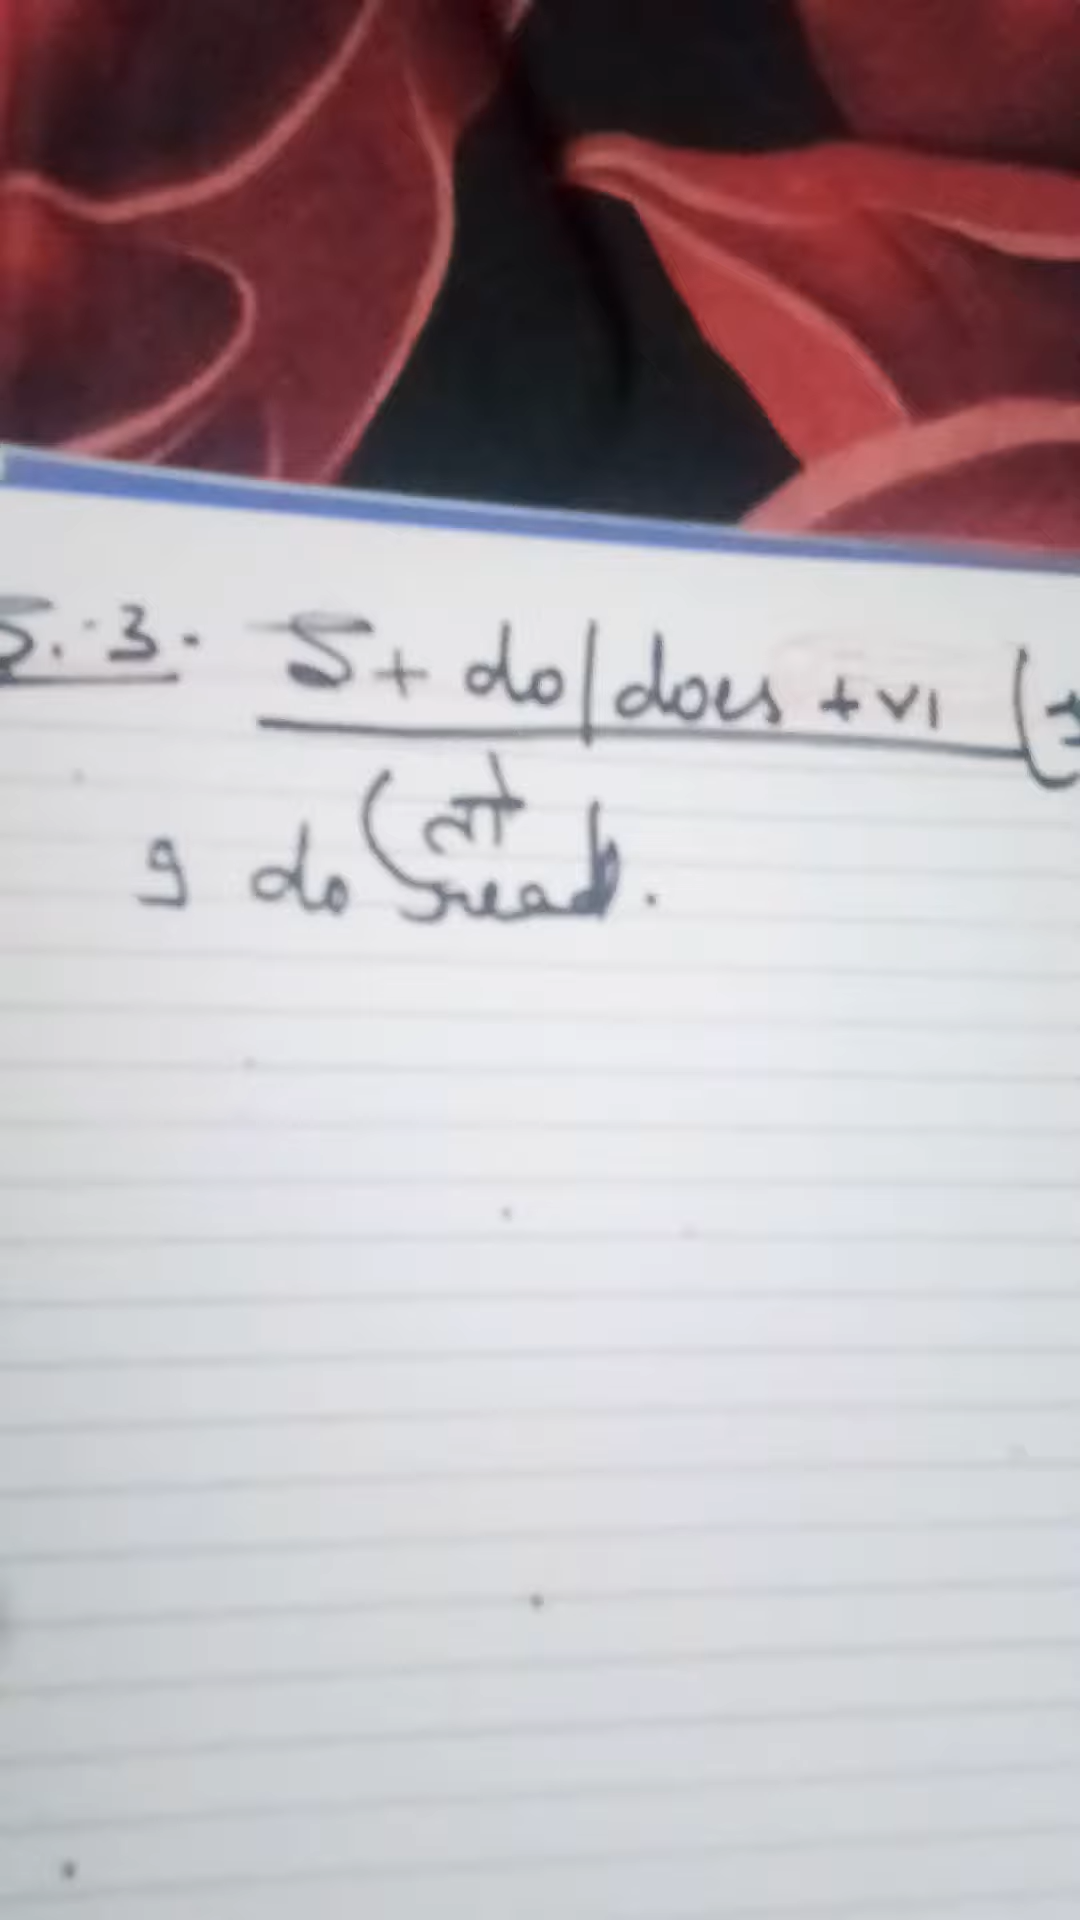 S. 3. S + do/does + v1 (
(तो
I do read.